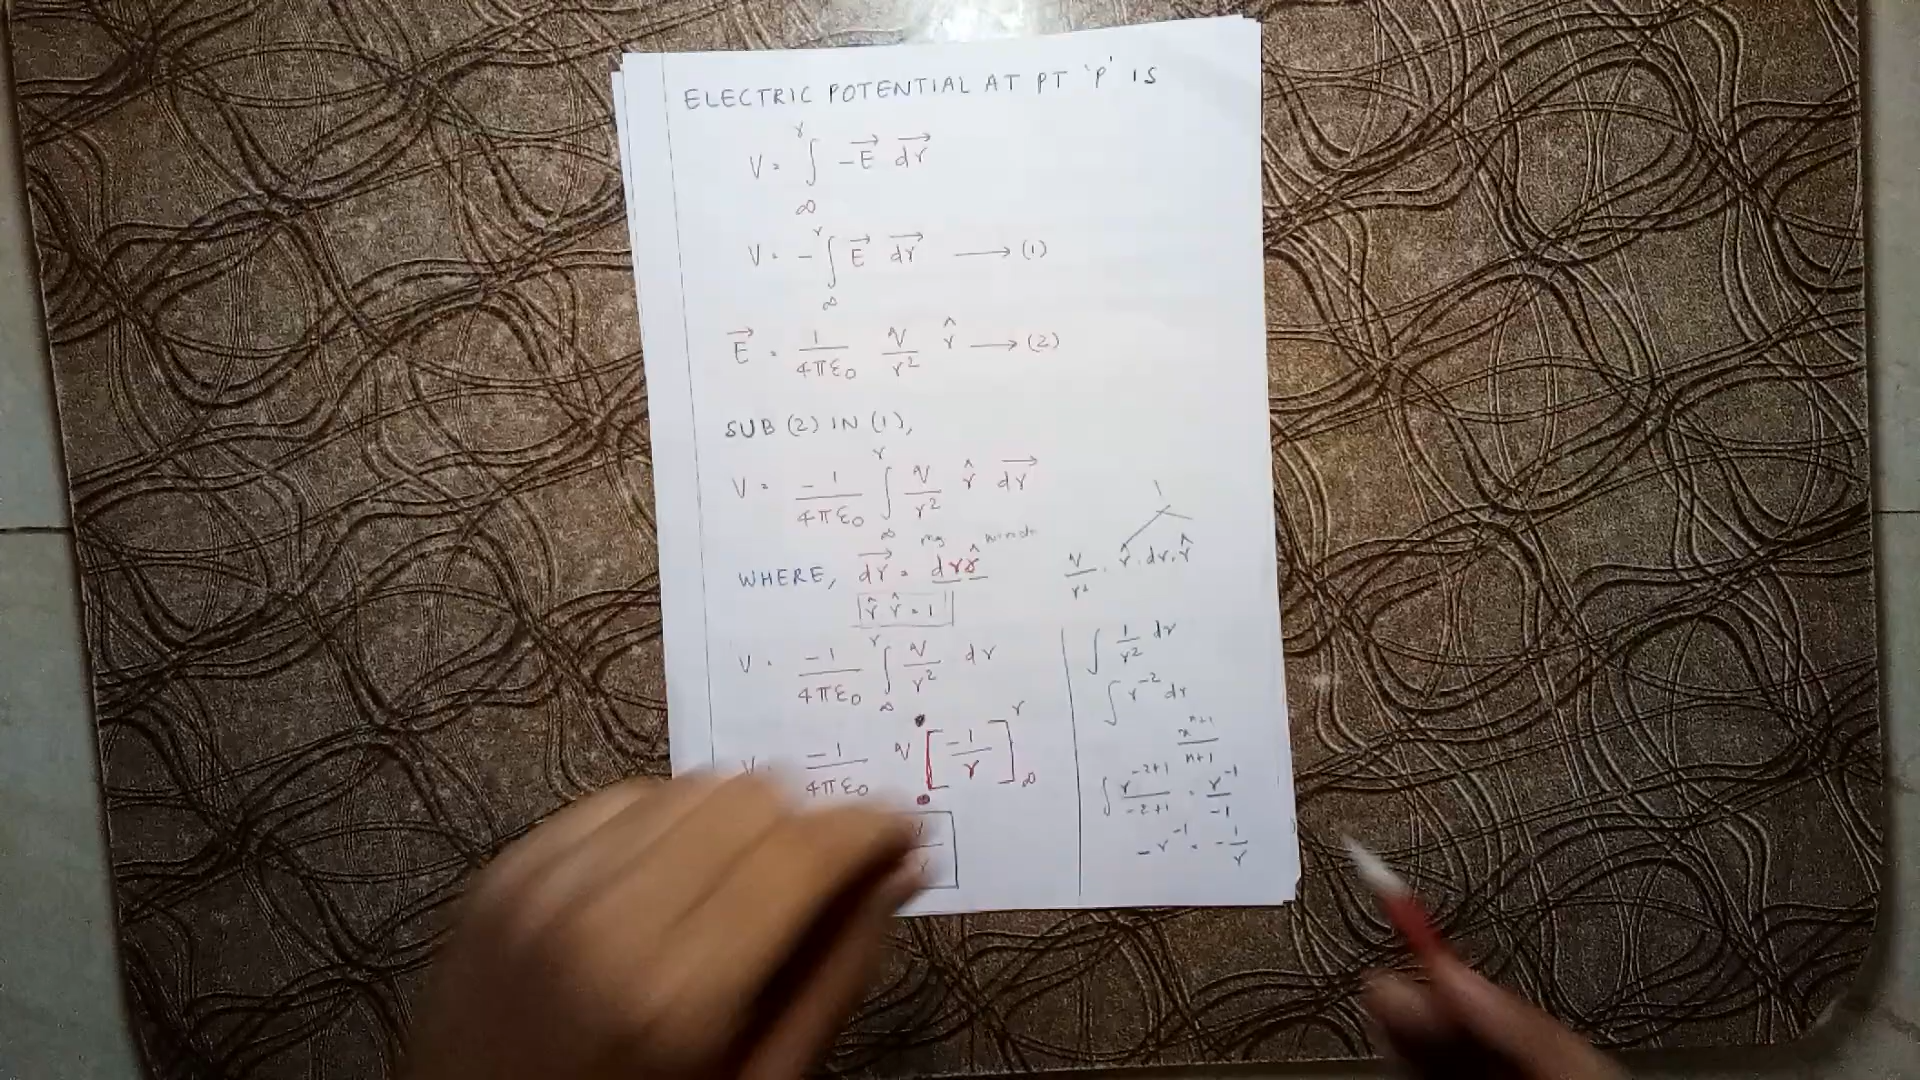 ELECTRIC POTENTIAL AT PT 'P' IS
V = ∫_∞^r -E⃗ dr⃗
V = - ∫_∞^r E⃗ dr⃗ ⟶ (1)
E⃗ = 1/4πε₀ q/r² r̂ ⟶ (2)
SUB (2) IN (1),
V = -1/4πε₀ ∫_∞^r q/r² r̂ dr⃗
WHERE, dr⃗ = dr r̂
r̂ r̂ = 1
V = -1/4πε₀ ∫_∞^r q/r² dr
V = -1/4πε₀ q [-1/r]_∞^r
1
q/r² . r̂ . dr . r̂
∫ 1/r² dr
∫ r⁻² dr
xⁿ⁺¹/n+1
∫ r⁻²⁺¹/-2+1 = r⁻¹/-1
- r⁻¹ = - 1/r